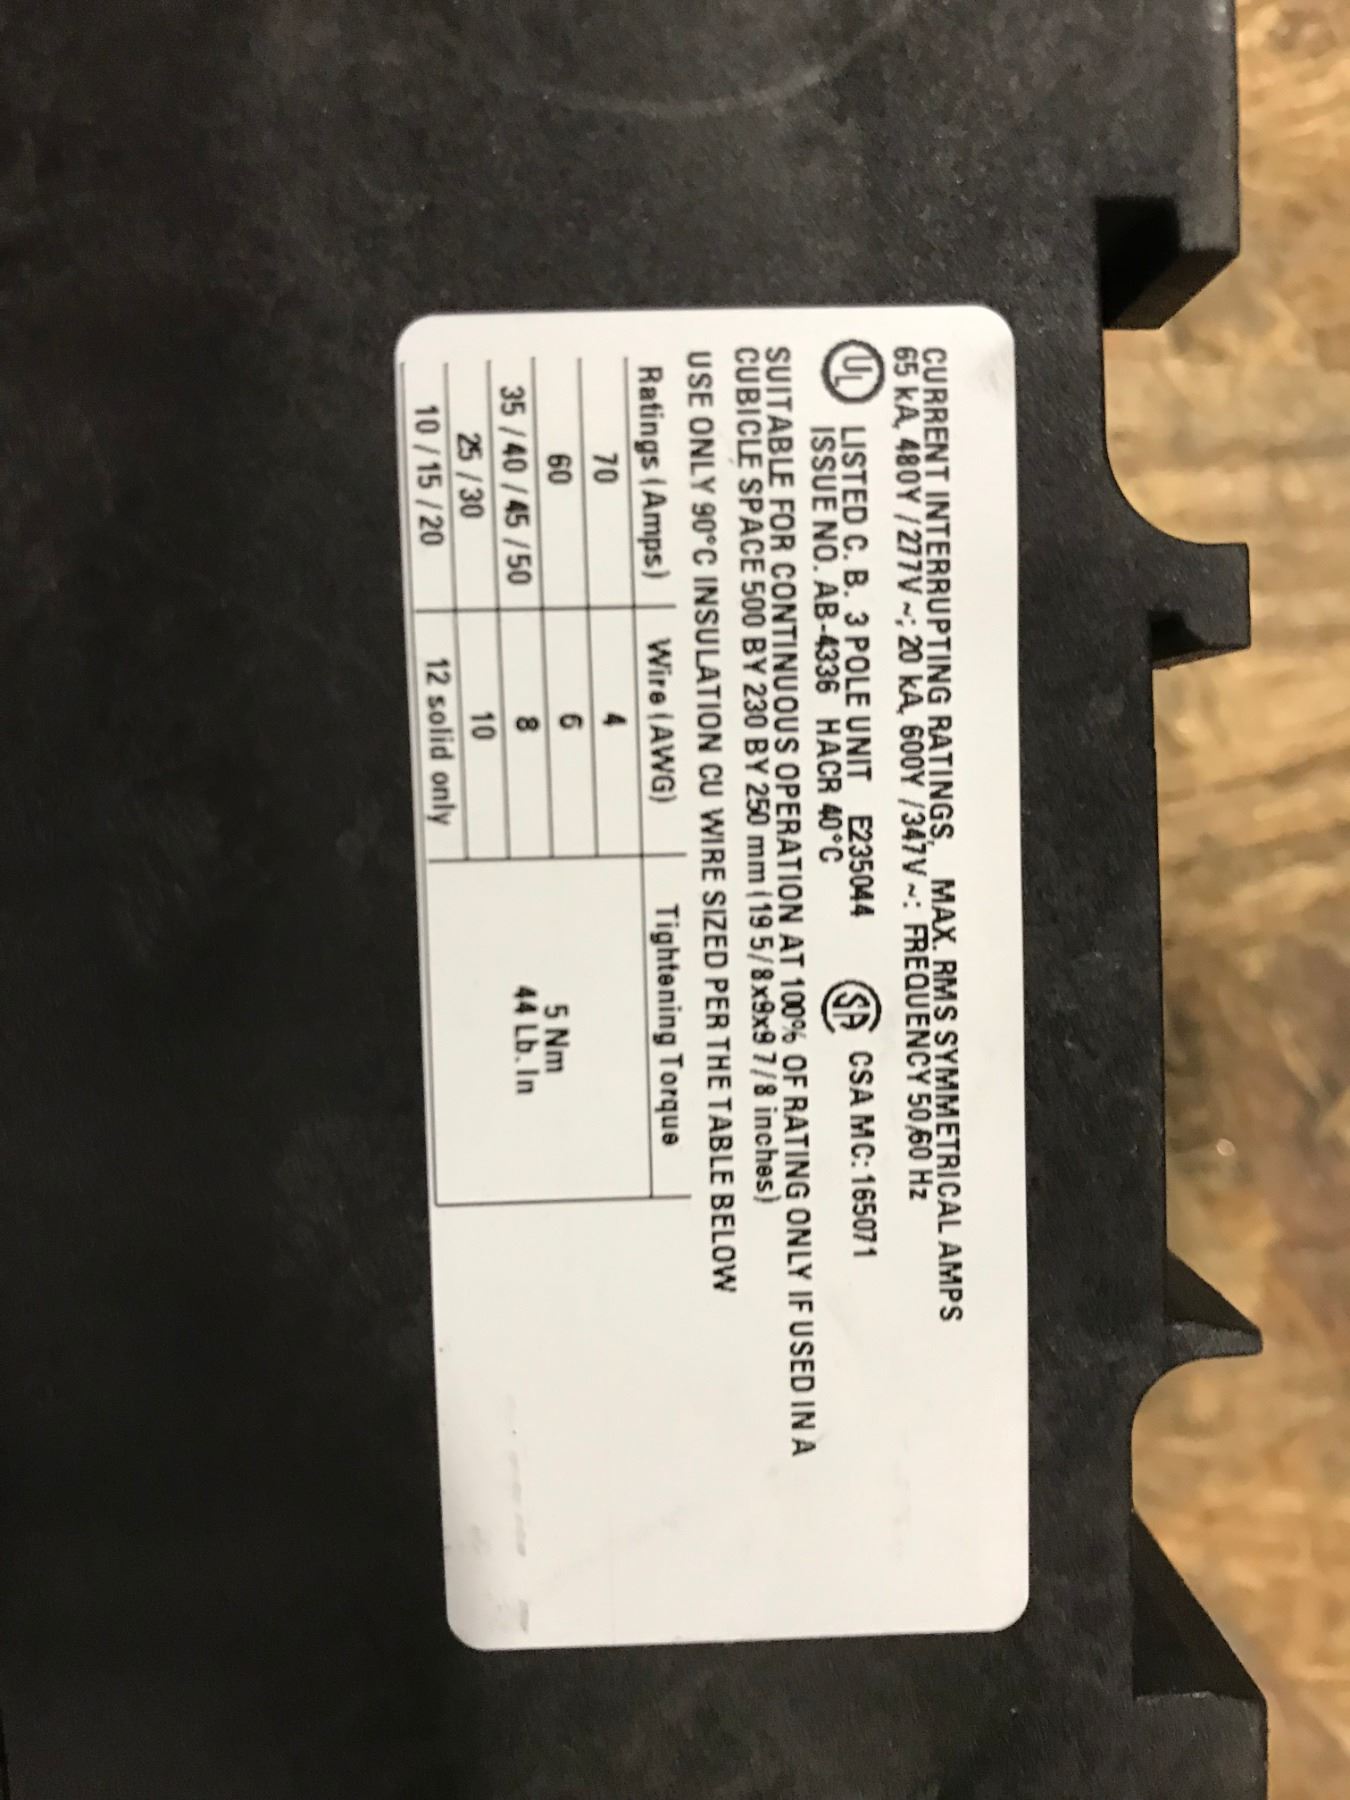 CURRENT INTERRUPTING RATINGS, MAX. RMS SYMMETRICAL AMPS
65 kA, 480Y / 277V ~; 20 kA, 600Y / 347V ~: FREQUENCY 50/60 Hz
UL LISTED C. B. 3 POLE UNIT E235044 SA CSA MC: 165071
ISSUE NO. AB-4336 HACR 40°C
SUITABLE FOR CONTINUOUS OPERATION AT 100% OF RATING ONLY IF USED IN A
CUBICLE SPACE 500 BY 230 BY 250 mm (19 5/8x9x9 7/8 inches)
USE ONLY 90°C INSULATION CU WIRE SIZED PER THE TABLE BELOW
Ratings (Amps) Wire (AWG) Tightening Torque
70 4
60 6
35 / 40 / 45 / 50 8
25 / 30 10
10 / 15 / 20 12 solid only
5 Nm
44 Lb. In